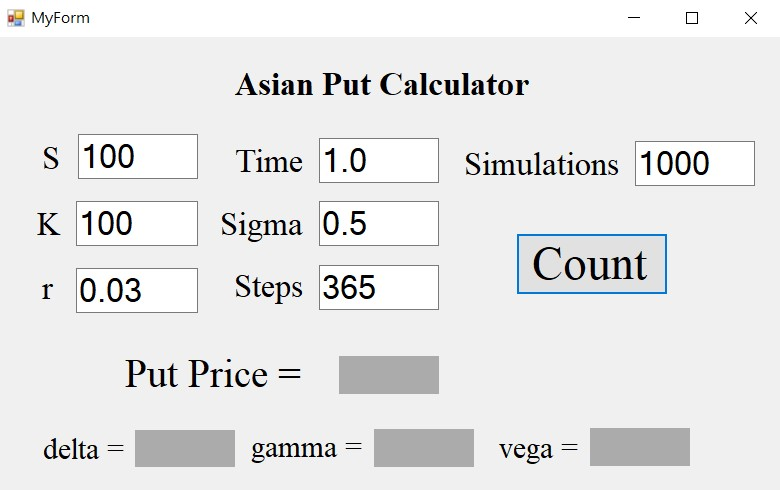 MyForm
Asian Put Calculator
S 100 Time 1.0 Simulations 1000
K 100 Sigma 0.5
Count
r 0.03 Steps 365
Put Price =
delta = gamma = vega =